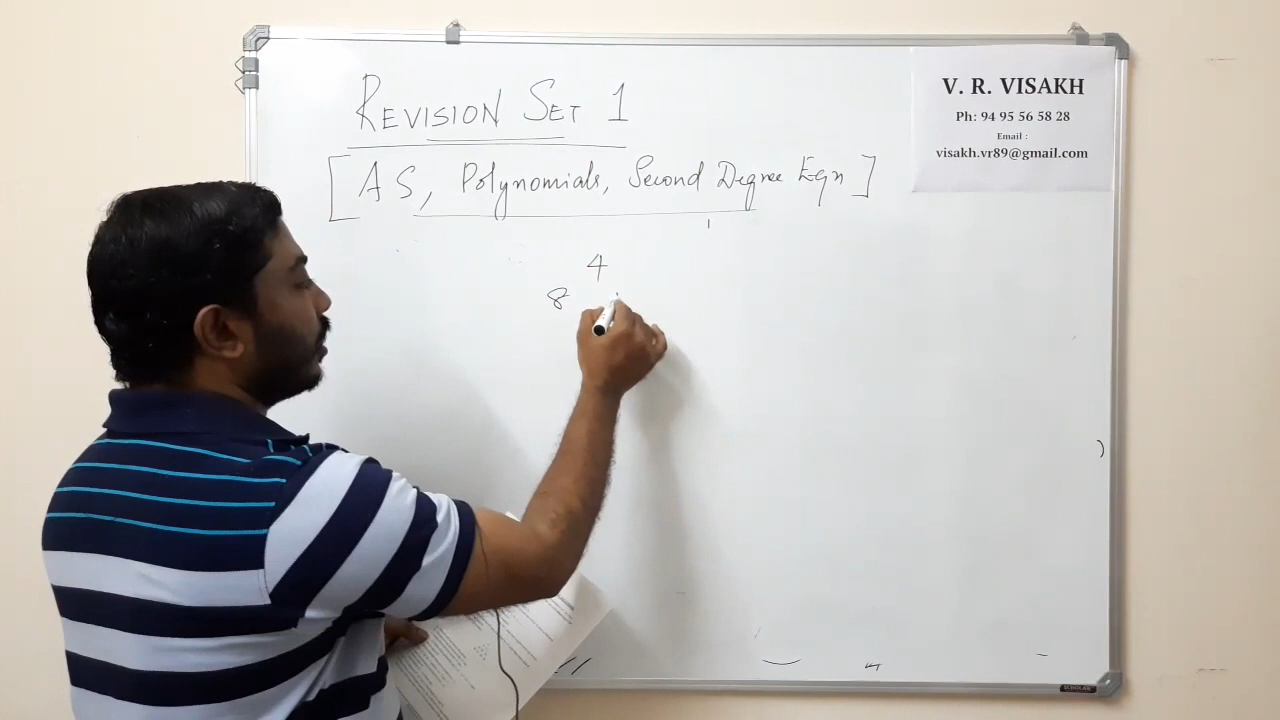 REVISION SET 1
[AS, Polynomials, Second Degree Eqn]
4
8
V. R. VISAKH
Ph: 94 95 56 58 28
Email :
visakh.vr89@gmail.com